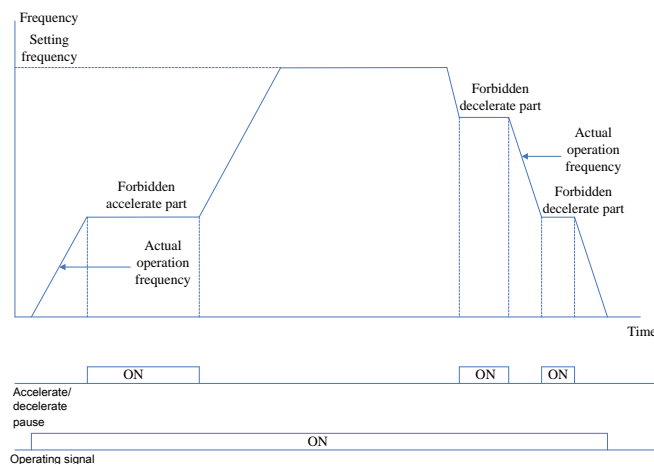 Frequency
Setting
frequency
Forbidden
decelerate part
Actual
operation
frequency
Forbidden
accelerate part
Forbidden
decelerate part
Actual
operation
frequency
Time
ON
ON
ON
Accelerate/
decelerate
pause
ON
Operating signal